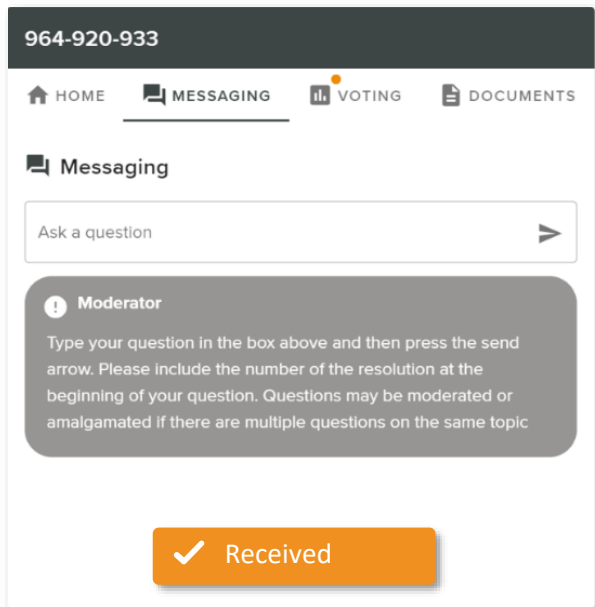 964-920-933
HOME MESSAGING VOTING DOCUMENTS
Messaging
Ask a question
Moderator
Type your question in the box above and then press the send
arrow. Please include the number of the resolution at the
beginning of your question. Questions may be moderated or
amalgamated if there are multiple questions on the same topic
Received